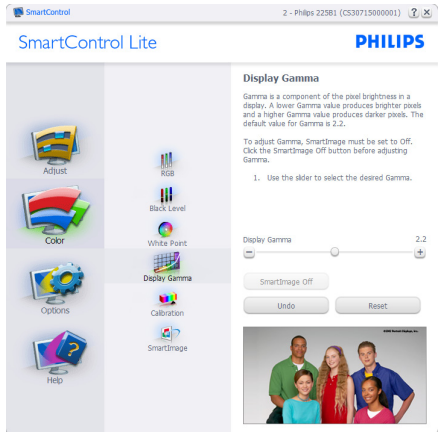 SmartControl
2 - Philips 225B1 (CS30715000001)
?
SmartControl Lite
PHILIPS
Adjust
Color
Options
Help
RGB
Black Level
White Point
Display Gamma
Calibration
SmartImage
Display Gamma
Gamma is a component of the pixel brightness in a
display. A lower Gamma value produces brighter pixels
and a higher Gamma value produces darker pixels. The
default value for Gamma is 2.2.
To adjust Gamma, SmartImage must be set to Off.
Click the SmartImage Off button before adjusting
Gamma.
1. Use the slider to select the desired Gamma.
Display Gamma 2.2
SmartImage Off
Undo Reset